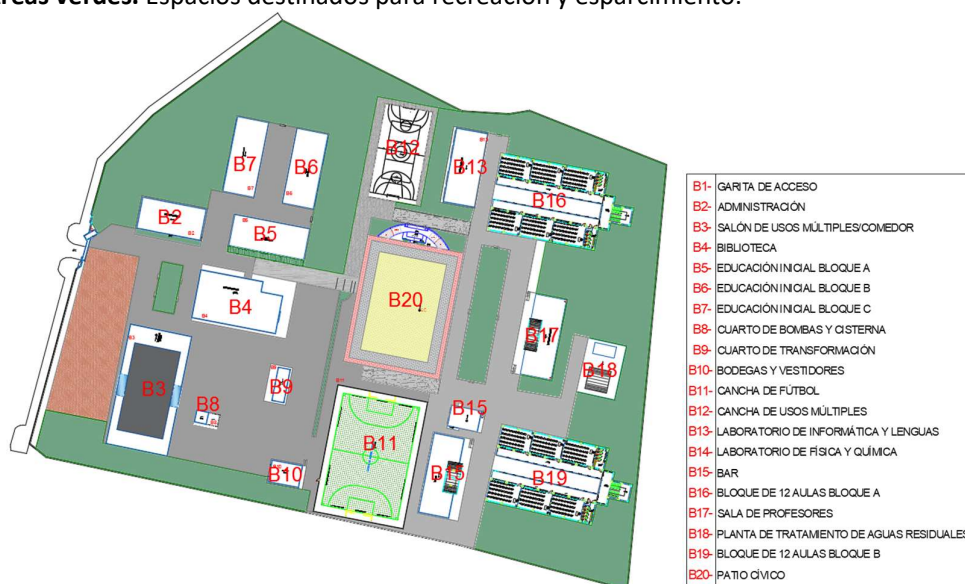 reas verdes. Espacios destinados para recreación y esparcimiento.
B12
B13
B7
B6
B16
B2
B5
B20
B4
B17
B18
B3
B9
B8
B15
B11
B10
B15
B19
B1- GARITA DE ACCESO
B2- ADMINISTRACIÓN
B3- SALÓN DE USOS MÚLTIPLES/COMEDOR
B4- BIBLIOTECA
B5- EDUCACIÓN INICIAL BLOQUE A
B6- EDUCACIÓN INICIAL BLOQUE B
B7- EDUCACIÓN INICIAL BLOQUE C
B8- CUARTO DE BOMBAS Y CISTERNA
B9- CUARTO DE TRANSFORMACIÓN
B10- BODEGAS Y VESTIDORES
B11- CANCHA DE FÚTBOL
B12- CANCHA DE USOS MÚLTIPLES
B13- LABORATORIO DE INFORMÁTICA Y LENGUAS
B14- LABORATORIO DE FÍSICA Y QUÍMICA
B15- BAR
B16- BLOQUE DE 12 AULAS BLOQUE A
B17- SALA DE PROFESORES
B18- PLANTA DE TRATAMIENTO DE AGUAS RESIDUALES
B19- BLOQUE DE 12 AULAS BLOQUE B
B20- PATIO CÍVICO